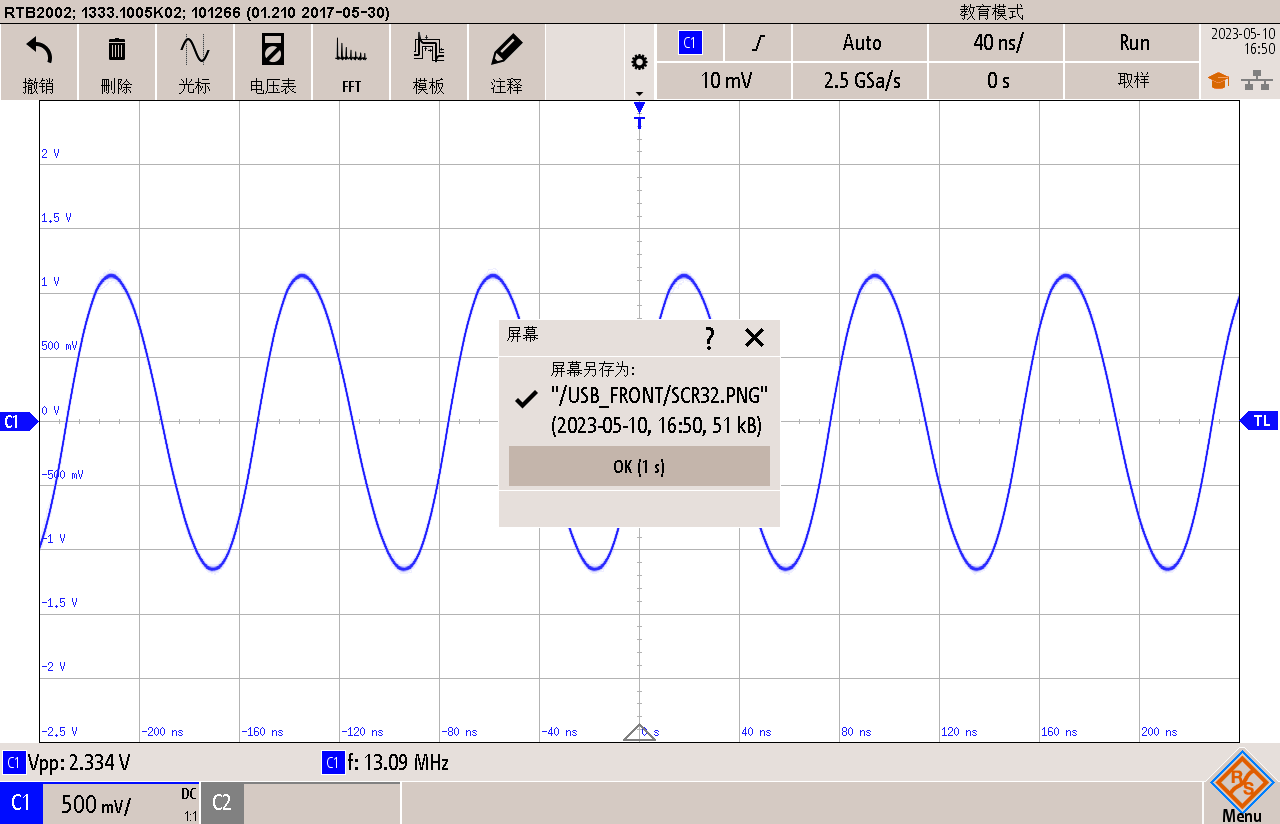 RTB2002; 1333.1005K02; 101266 (01.210 2017-05-30)
教育模式
撤销
刪除
光标
电压表
FFT
模板
注释
C1
Auto
40 ns/
Run
10 mV
2.5 GSa/s
0 s
取样
2023-05-10
16:50
T
2 V
1.5 V
1 V
500 mV
0 V
-500 mV
-1 V
-1.5 V
-2 V
-2.5 V
C1
TL
屏幕
?
屏幕另存为:
"/USB_FRONT/SCR32.PNG"
(2023-05-10, 16:50, 51 kB)
OK (1 s)
-200 ns
-160 ns
-120 ns
-80 ns
-40 ns
0 s
40 ns
80 ns
120 ns
160 ns
200 ns
C1 Vpp: 2.334 V
C1 f: 13.09 MHz
C1
500 mV/
DC
1:1
C2
R S
Menu